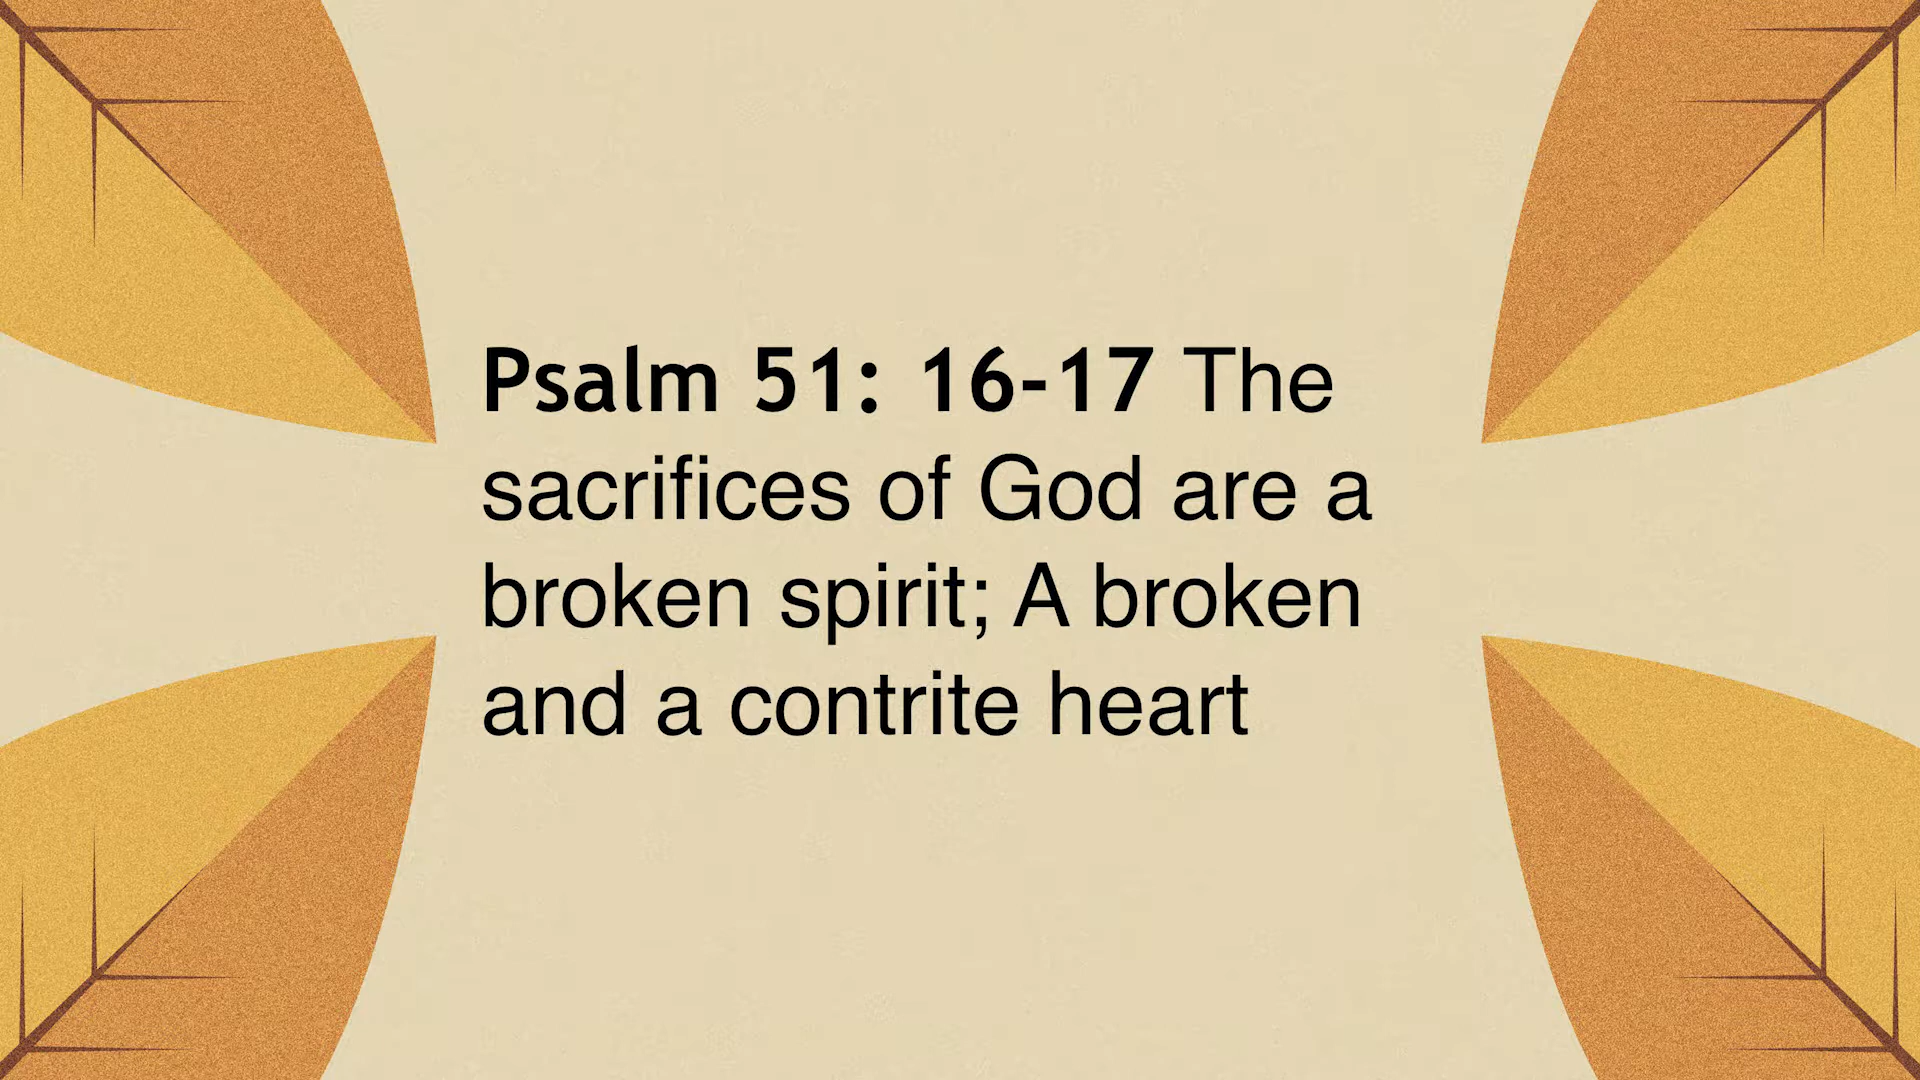 Psalm 51: 16-17 The
sacrifices of God are a
broken spirit; A broken
and a contrite heart